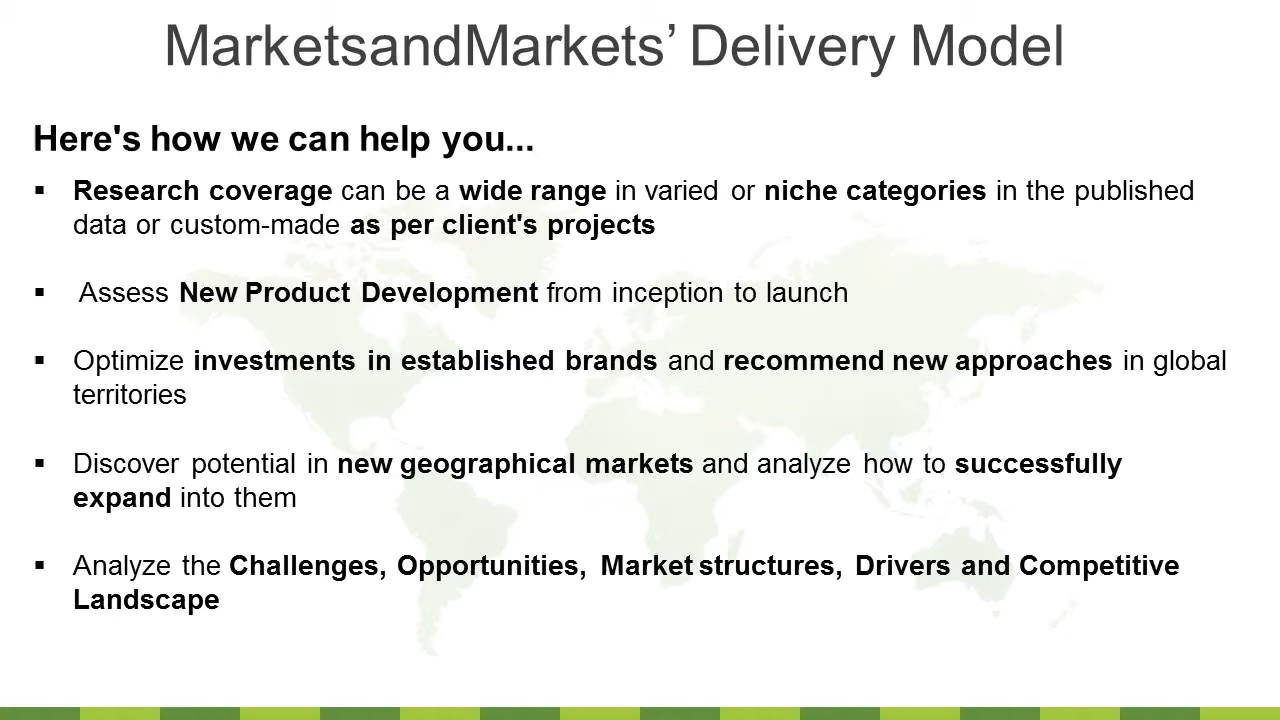 MarketsandMarkets’ Delivery Model
Here's how we can help you...
▪ Research coverage can be a wide range in varied or niche categories in the published
data or custom-made as per client's projects
▪ Assess New Product Development from inception to launch
▪ Optimize investments in established brands and recommend new approaches in global
territories
▪ Discover potential in new geographical markets and analyze how to successfully
expand into them
▪ Analyze the Challenges, Opportunities, Market structures, Drivers and Competitive
Landscape